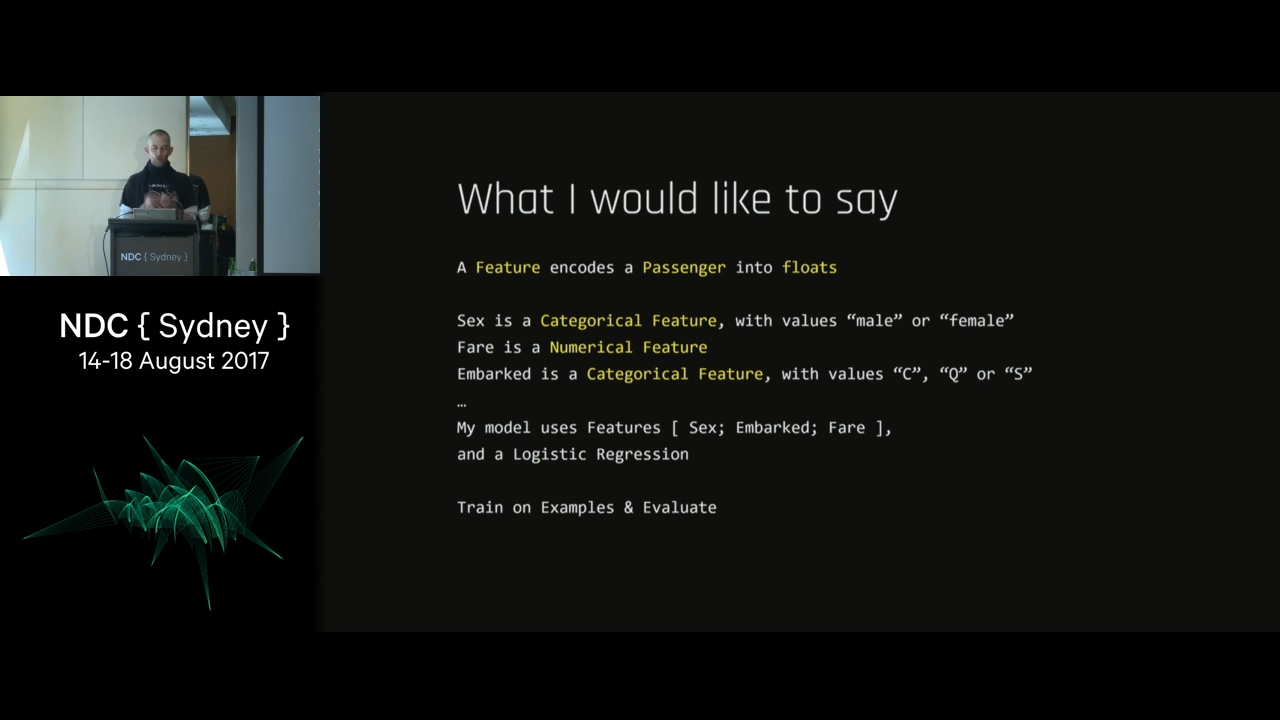 What I would like to say
A Feature encodes a Passenger into floats
Sex is a Categorical Feature, with values “male” or “female”
Fare is a Numerical Feature
Embarked is a Categorical Feature, with values “C”, “Q” or “S”
…
My model uses Features [ Sex; Embarked; Fare ],
and a Logistic Regression
Train on Examples & Evaluate
NDC { Sydney }
NDC { Sydney }
14-18 August 2017